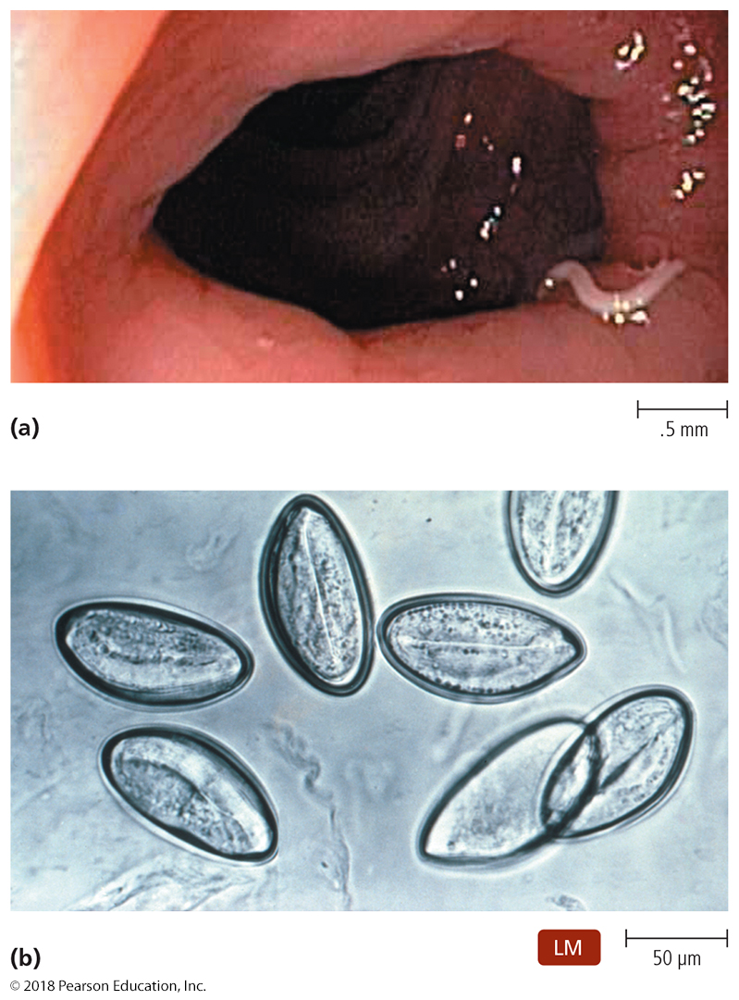 (a)
.5 mm
(b)
LM
50 µm
© 2018 Pearson Education, Inc.